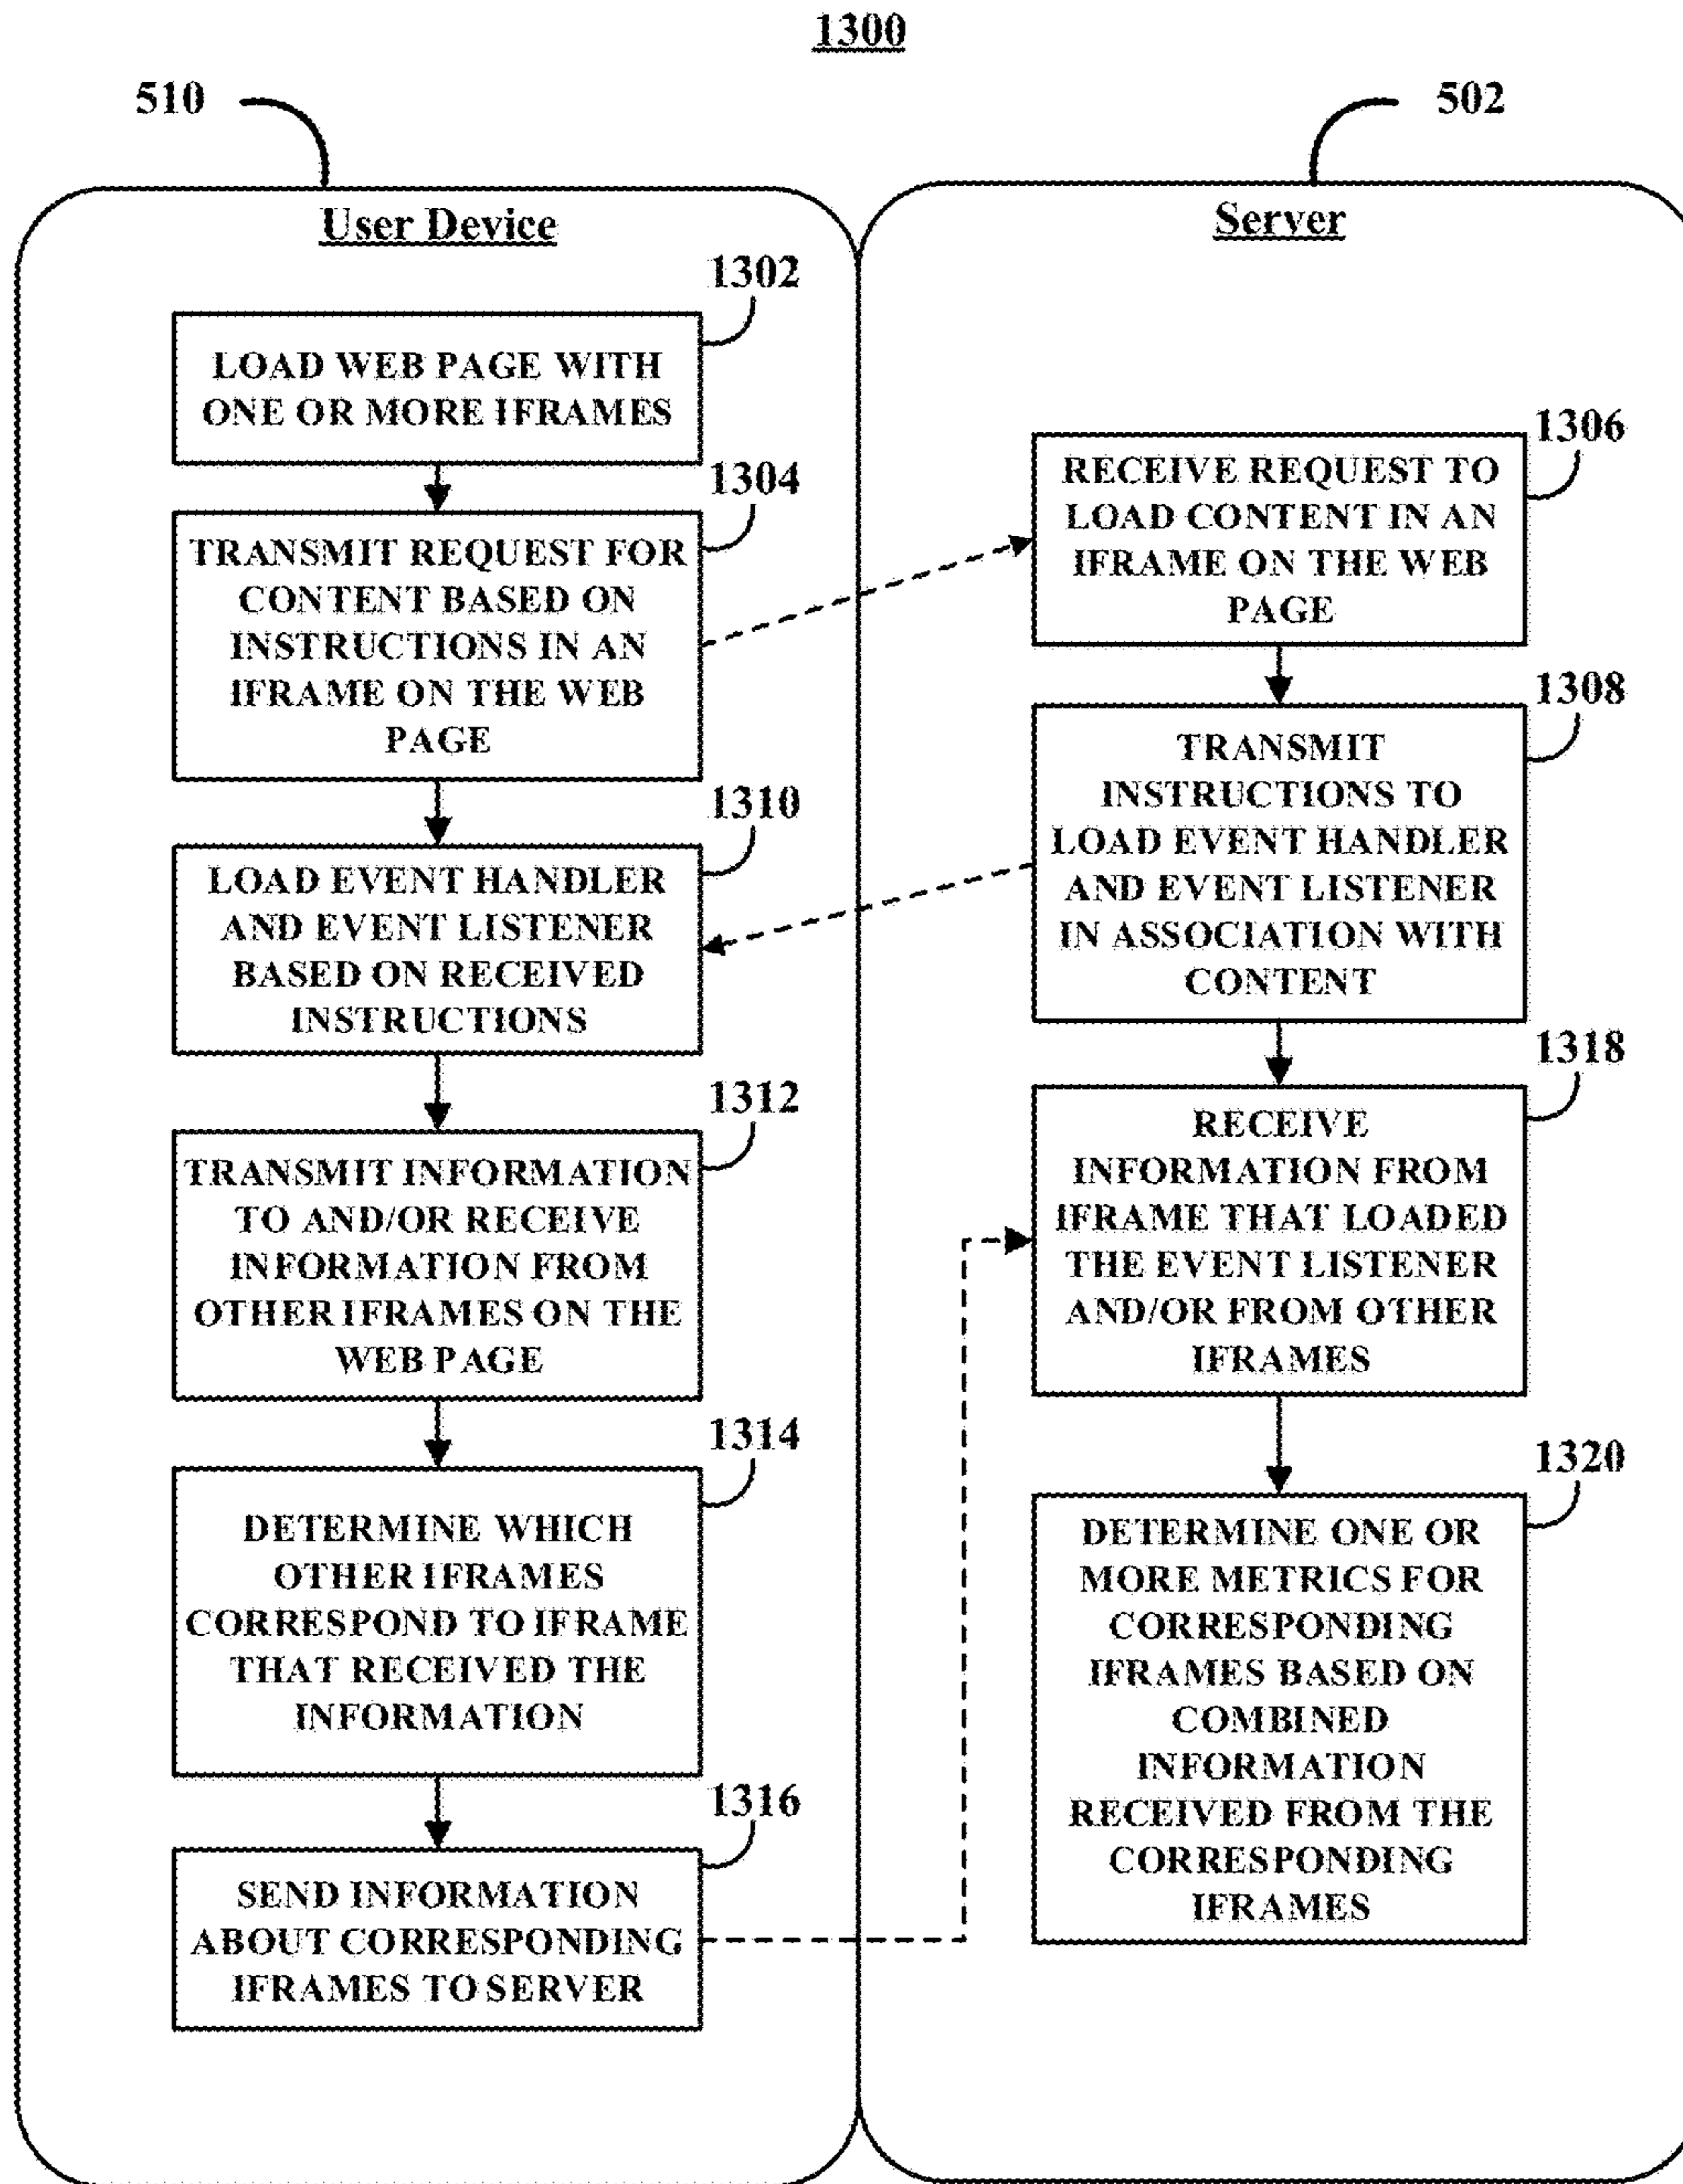 1300
510
502
User Device
Server
1302
LOAD WEB PAGE WITH
ONE OR MORE IFRAMES
1304
TRANSMIT REQUEST FOR
CONTENT BASED ON
INSTRUCTIONS IN AN
IFRAME ON THE WEB
PAGE
1306
RECEIVE REQUEST TO
LOAD CONTENT IN AN
IFRAME ON THE WEB
PAGE
1308
TRANSMIT
INSTRUCTIONS TO
LOAD EVENT HANDLER
AND EVENT LISTENER
IN ASSOCIATION WITH
CONTENT
1310
LOAD EVENT HANDLER
AND EVENT LISTENER
BASED ON RECEIVED
INSTRUCTIONS
1312
TRANSMIT INFORMATION
TO AND/OR RECEIVE
INFORMATION FROM
OTHER IFRAMES ON THE
WEB PAGE
1314
DETERMINE WHICH
OTHER IFRAMES
CORRESPOND TO IFRAME
THAT RECEIVED THE
INFORMATION
1316
SEND INFORMATION
ABOUT CORRESPONDING
IFRAMES TO SERVER
1318
RECEIVE
INFORMATION FROM
IFRAME THAT LOADED
THE EVENT LISTENER
AND/OR FROM OTHER
IFRAMES
1320
DETERMINE ONE OR
MORE METRICS FOR
CORRESPONDING
IFRAMES BASED ON
COMBINED
INFORMATION
RECEIVED FROM THE
CORRESPONDING
IFRAMES